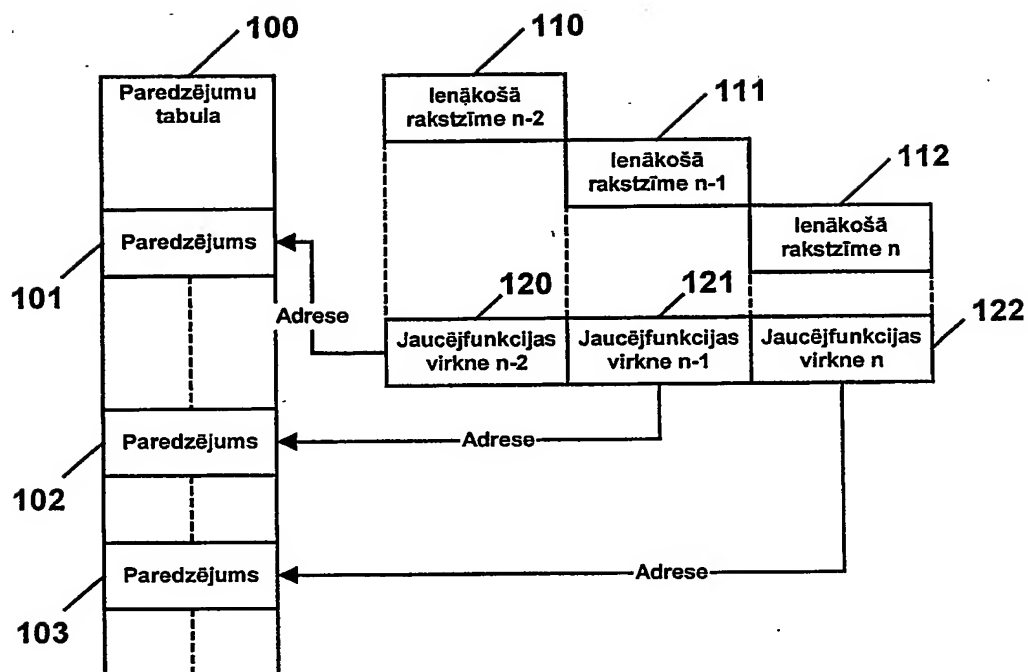 100
110
Paredzējumu
tabula
Ienākošā
rakstzīme n-2
111
Ienākošā
rakstzīme n-1
112
Ienākošā
rakstzīme n
Paredzējums
101
120
121
122
Adrese
Jaucējfunkcijas
virkne n-2
Jaucējfunkcijas
virkne n-1
Jaucējfunkcijas
virkne n
Paredzējums
Adrese
102
Paredzējums
Adrese
103